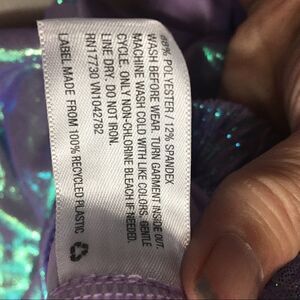 88% POLYESTER / 12% SPANDEX
WASH BEFORE WEAR. TURN GARMENT INSIDE OUT.
MACHINE WASH COLD WITH LIKE COLORS. GENTLE
CYCLE. ONLY NON-CHLORINE BLEACH IF NEEDED.
LINE DRY. DO NOT IRON.
RN17730 VN1042782
LABEL MADE FROM 100% RECYCLED PLASTIC